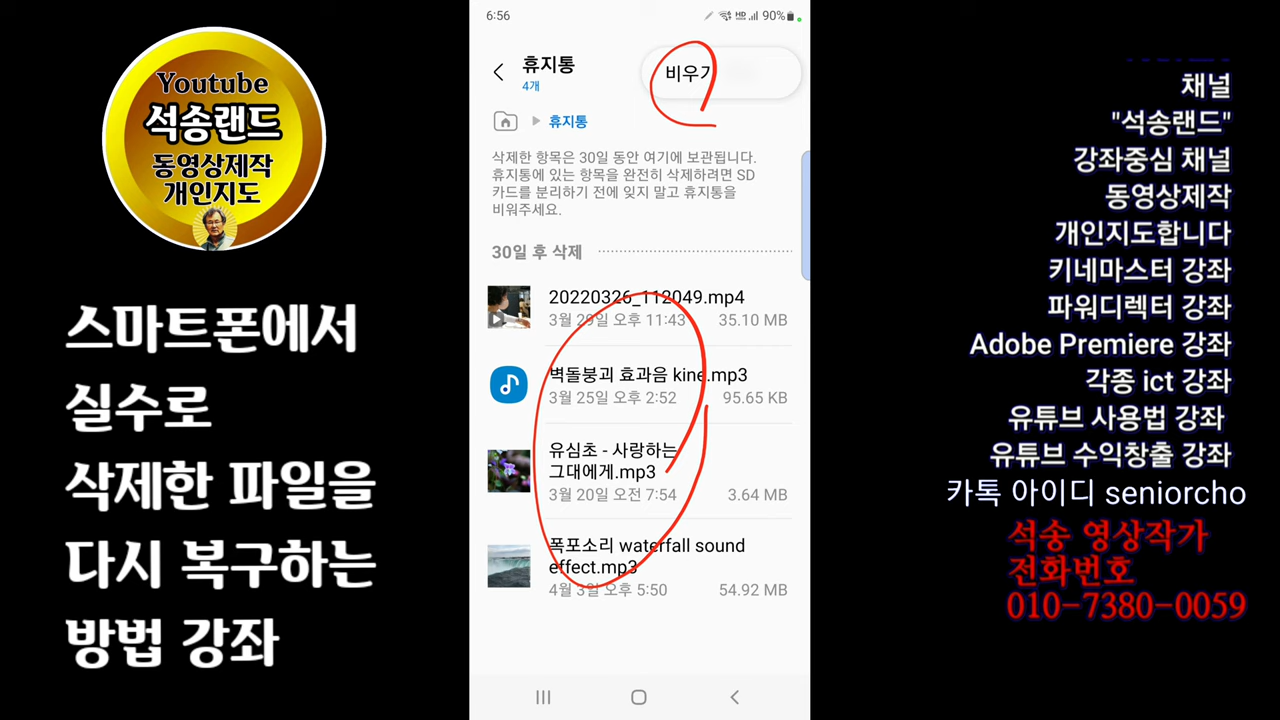 Youtube
석송랜드
동영상제작
개인지도
스마트폰에서
실수로
삭제한 파일을
다시 복구하는
방법 강좌
6:56
90%
휴지통
4개
비우기
휴지통
삭제한 항목은 30일 동안 여기에 보관됩니다.
휴지통에 있는 항목을 완전히 삭제하려면 SD
카드를 분리하기 전에 잊지 말고 휴지통을
비워주세요.
30일 후 삭제
20220326_112049.mp4
3월 29일 오후 11:43 35.10 MB
벽돌붕괴 효과음 kine.mp3
3월 25일 오후 2:52 95.65 KB
유심초 - 사랑하는
그대에게.mp3
3월 20일 오전 7:54 3.64 MB
폭포소리 waterfall sound
effect.mp3
4월 3일 오후 5:50 54.92 MB
채널
"석송랜드"
강좌중심 채널
동영상제작
개인지도합니다
키네마스터 강좌
파워디렉터 강좌
Adobe Premiere 강좌
각종 ict 강좌
유튜브 사용법 강좌
유튜브 수익창출 강좌
카톡 아이디 seniorcho
석송 영상작가
전화번호
010-7380-0059